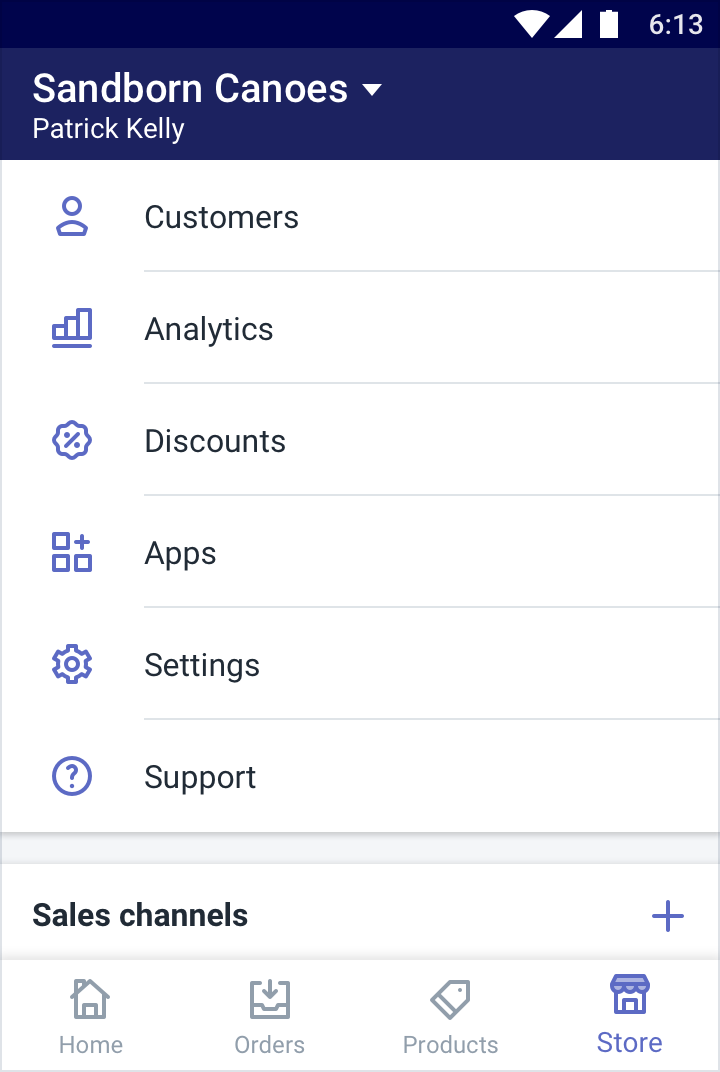 6:13
Sandborn Canoes
Patrick Kelly
Customers
Analytics
Discounts
Apps
Settings
Support
Sales channels
Home Orders Products Store